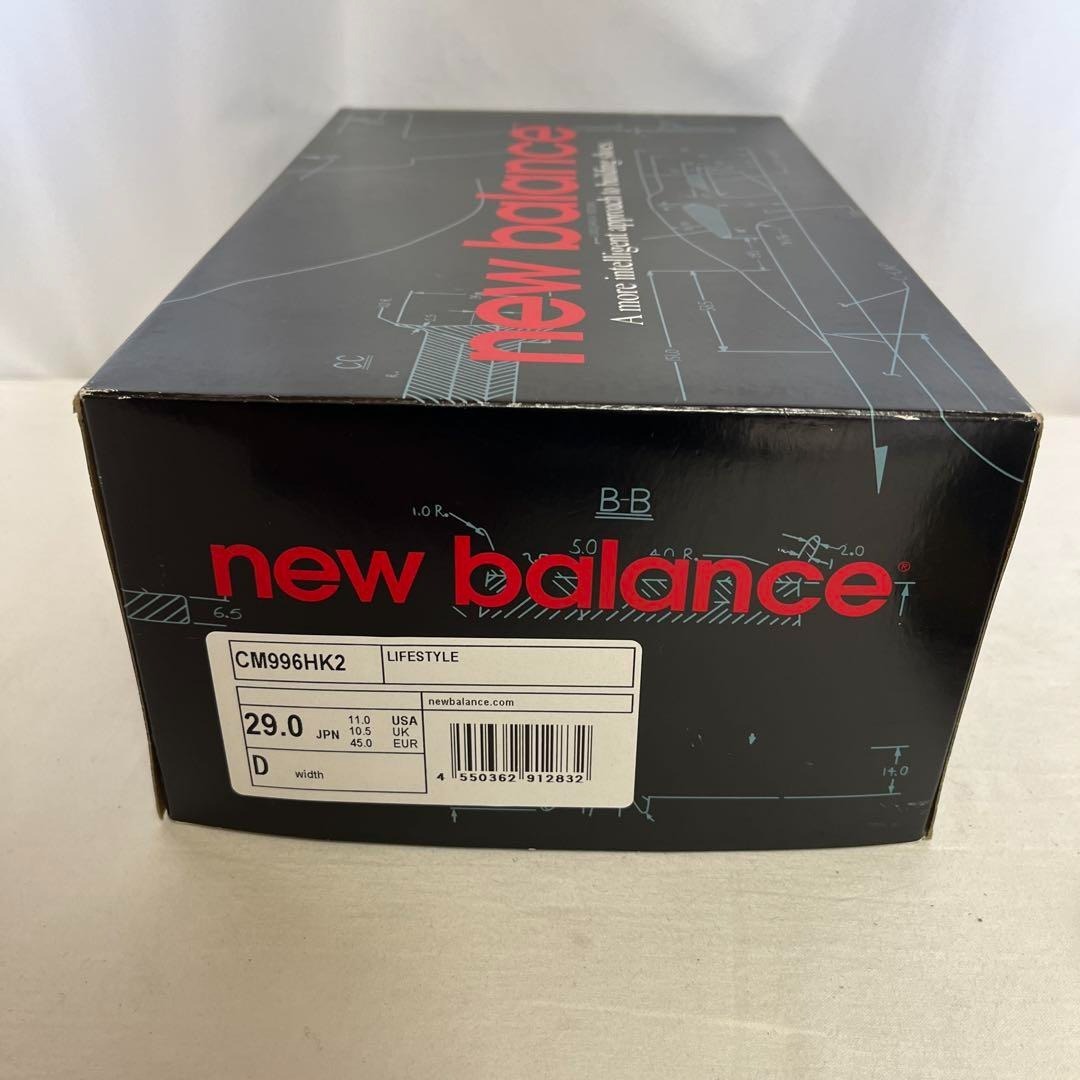 new balance
A more intelligent approach to building shoes.
CC
B-B
1.0 R.
5.0
4.0 R.
2.0
new balance®
6.5
CM996HK2
LIFESTYLE
newbalance.com
29.0 JPN
11.0 USA
10.5 UK
45.0 EUR
D width
4 550362 912832
14.0